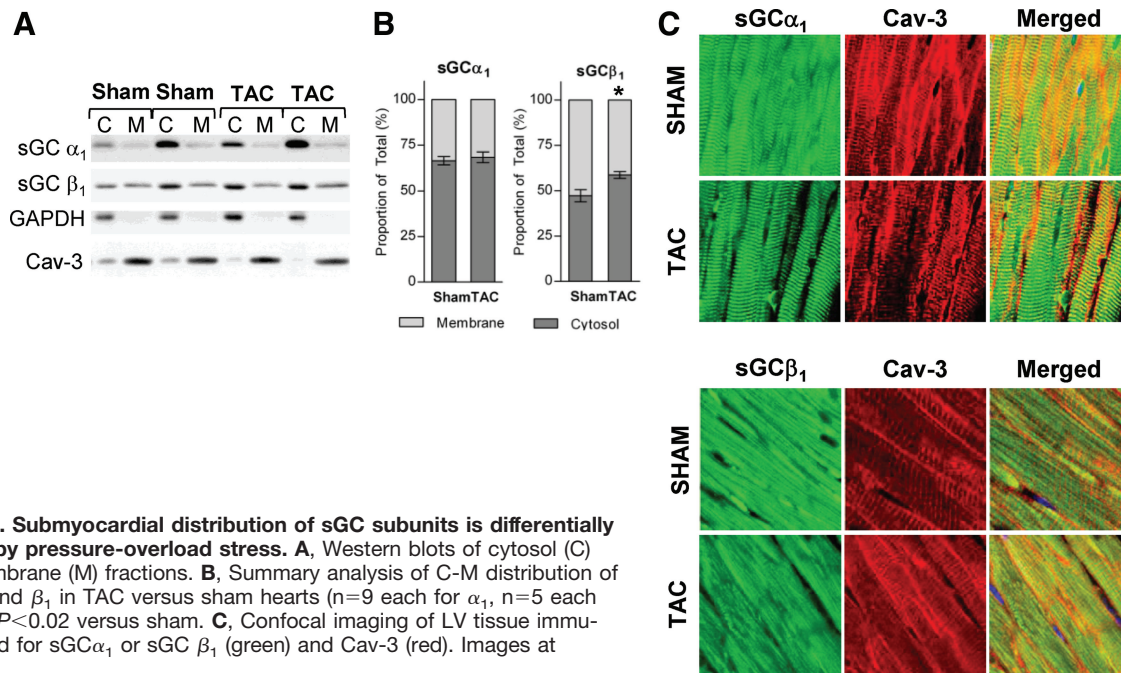 A
Sham Sham TAC TAC
C M C M C M C M
sGC α₁
sGC β₁
GAPDH
Cav-3
B
sGCα₁
Proportion of Total (%)
100
75
50
25
0
ShamTAC
sGCβ₁
*
Proportion of Total (%)
100
75
50
25
0
ShamTAC
Membrane Cytosol
C
sGCα₁ Cav-3 Merged
SHAM
TAC
sGCβ₁ Cav-3 Merged
SHAM
TAC
. Submyocardial distribution of sGC subunits is differentially
by pressure-overload stress. A, Western blots of cytosol (C)
mbrane (M) fractions. B, Summary analysis of C-M distribution of
nd β₁ in TAC versus sham hearts (n=9 each for α₁, n=5 each
P<0.02 versus sham. C, Confocal imaging of LV tissue immu-
d for sGCα₁ or sGC β₁ (green) and Cav-3 (red). Images at